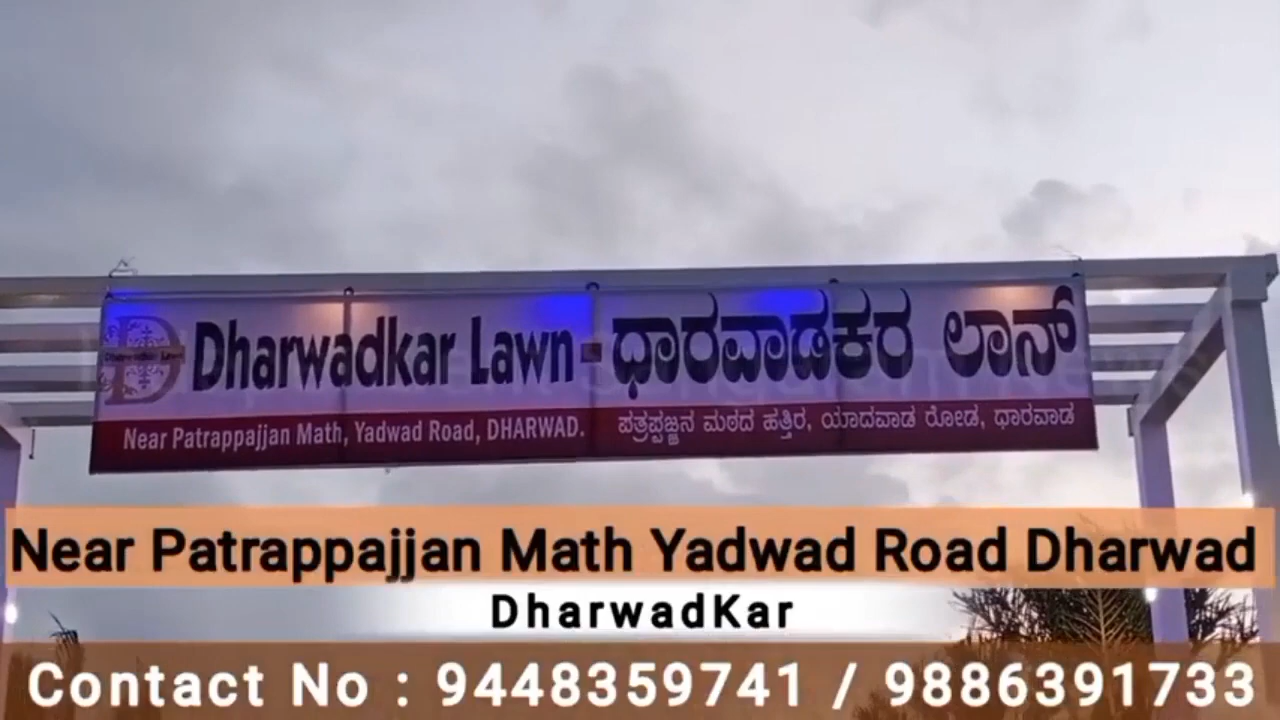 Dharwadkar Lawn - ಧಾರವಾಡಕರ ಲಾನ್
Near Patrappajjan Math, Yadwad Road, DHARWAD. ಪತ್ರಪ್ಪಜ್ಜನ ಮಠದ ಹತ್ತಿರ, ಯಾದವಾಡ ರೋಡ, ಧಾರವಾಡ
Near Patrappajjan Math Yadwad Road Dharwad
DharwadKar
Contact No : 9448359741 / 9886391733